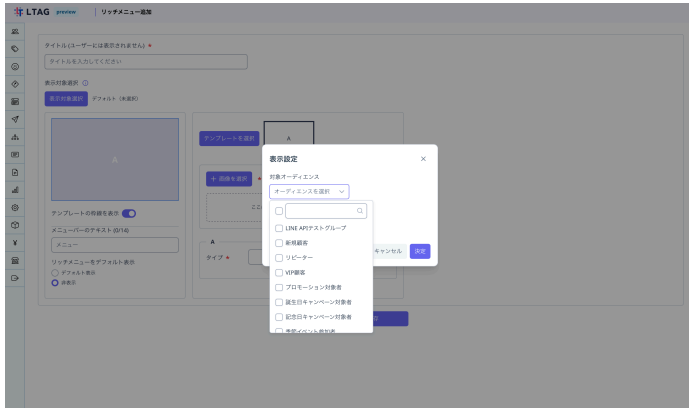 LTAG preview リッチメニュー追加
タイトル (ユーザーには表示されません) *
タイトルを入力してください
表示対象選択
表示対象選択 デフォルト (未選択)
A
テンプレートの枠線を表示
メニューバーのテキスト (0/14)
メニュー
リッチメニューをデフォルト表示
デフォルト表示
非表示
テンプレートを選択
A
+ 画像を選択 *
ここ
A
タイプ *
表示設定
対象オーディエンス
オーディエンスを選択
LINE APIテストグループ
新規顧客
リピーター
VIP顧客
プロモーション対象者
誕生日キャンペーン対象者
記念日キャンペーン対象者
季節イベント参加者
キャンセル
決定